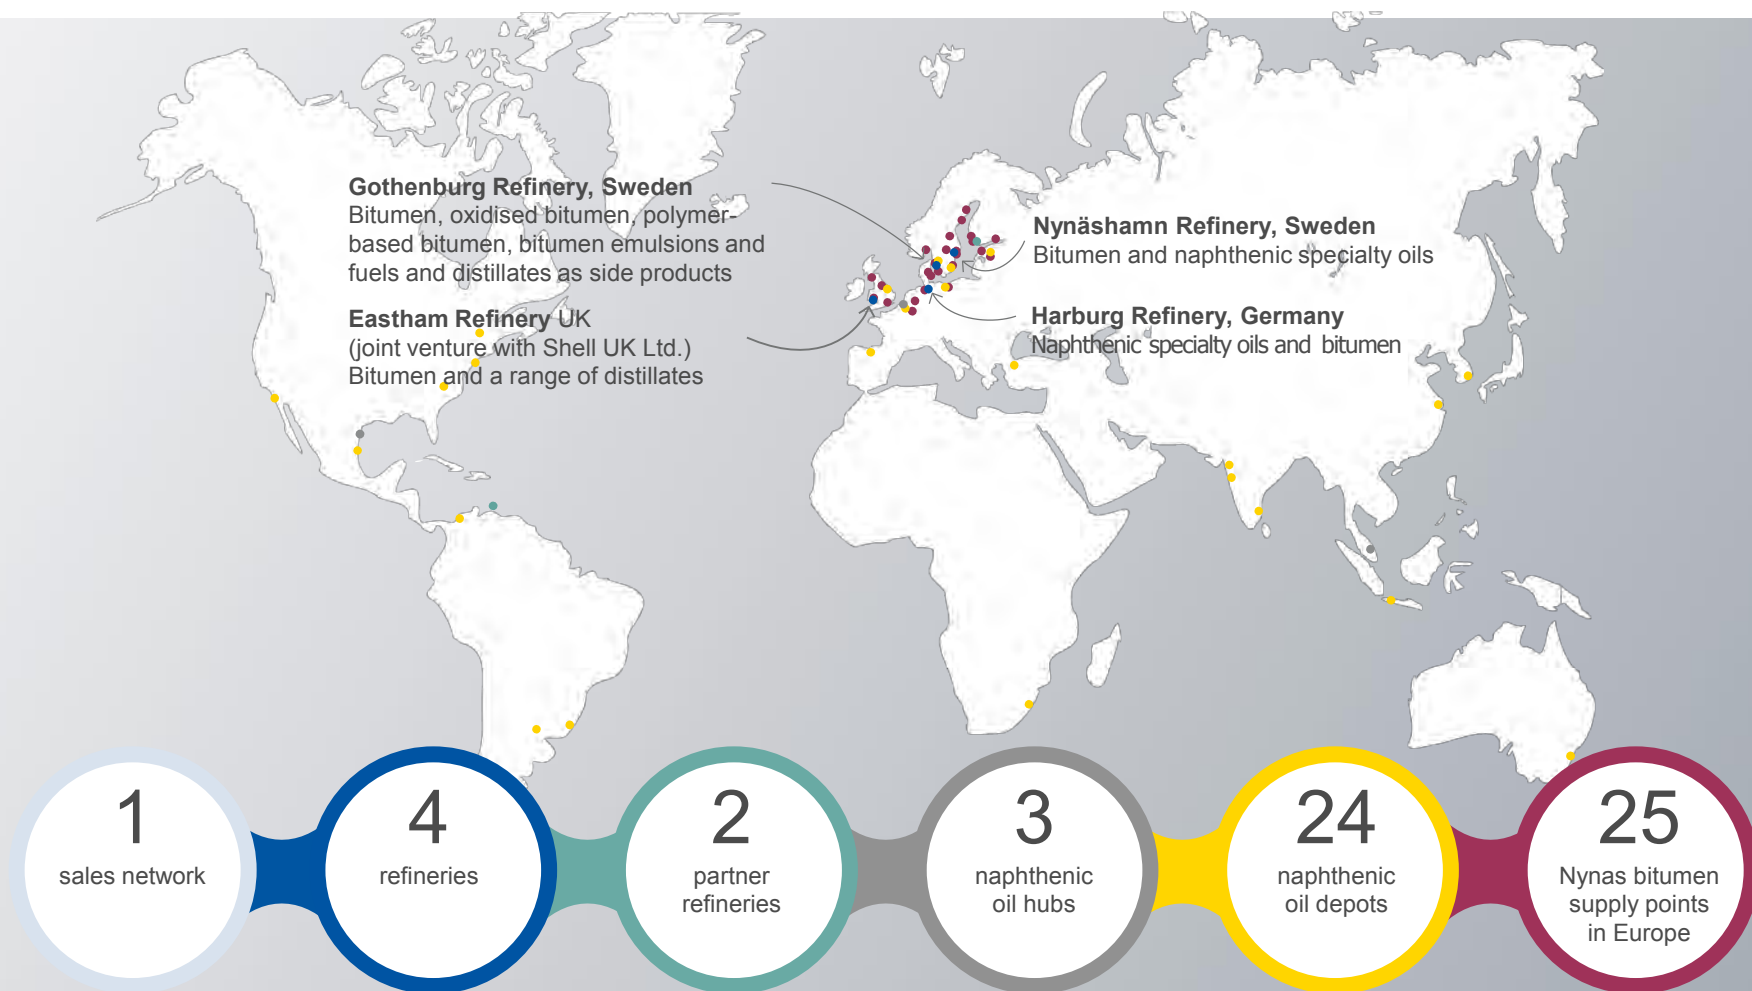 Gothenburg Refinery, Sweden
Bitumen, oxidised bitumen, polymer-
based bitumen, bitumen emulsions and
fuels and distillates as side products
Eastham Refinery UK
(joint venture with Shell UK Ltd.)
Bitumen and a range of distillates
Nynäshamn Refinery, Sweden
Bitumen and naphthenic specialty oils
Harburg Refinery, Germany
Naphthenic specialty oils and bitumen
1
sales network
4
refineries
2
partner
refineries
3
naphthenic
oil hubs
24
naphthenic
oil depots
25
Nynas bitumen
supply points
in Europe